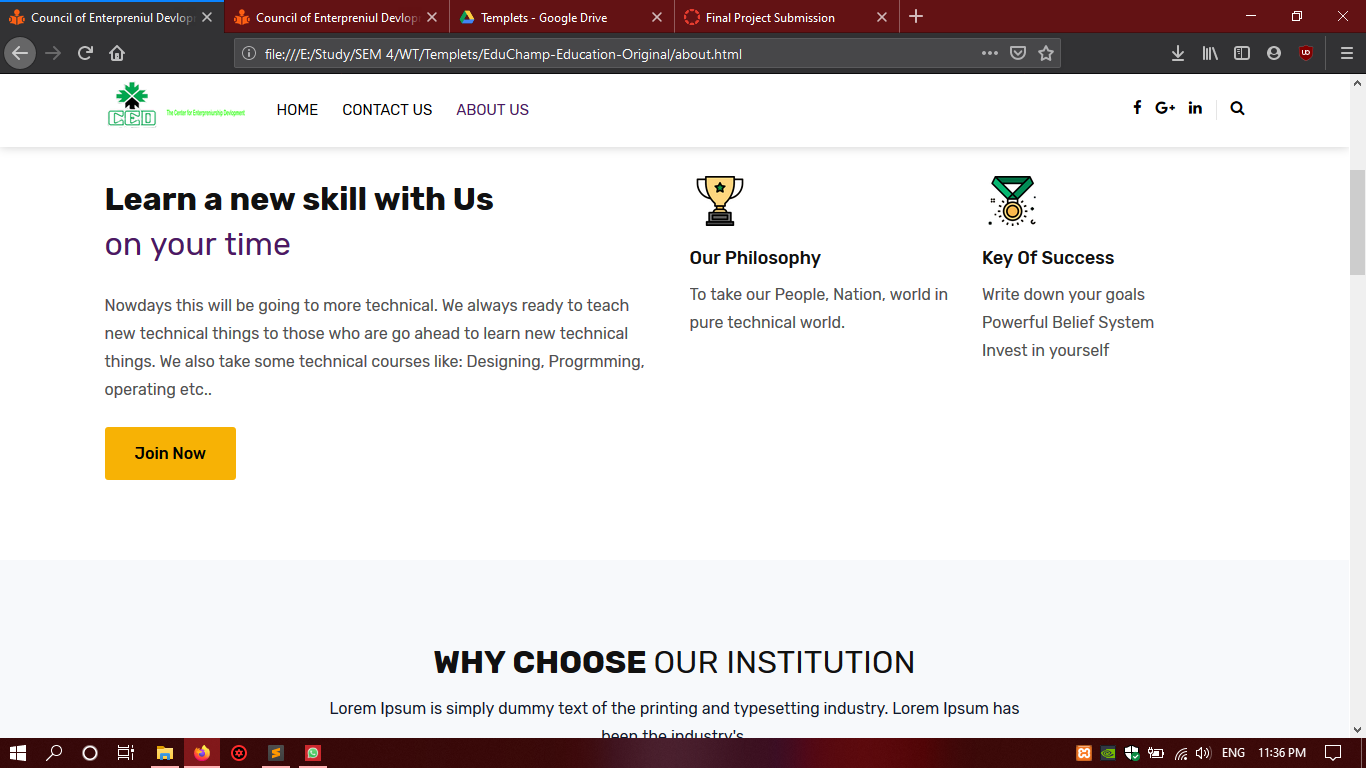 Council of Enterpreniul Devlop
Council of Enterpreniul Devlop
Templets - Google Drive
Final Project Submission
file:///E:/Study/SEM 4/WT/Templets/EduChamp-Education-Original/about.html
CED
The Center for Enterpreniurship Devlopment
HOME
CONTACT US
ABOUT US
Learn a new skill with Us
on your time
Nowdays this will be going to more technical. We always ready to teach
new technical things to those who are go ahead to learn new technical
things. We also take some technical courses like: Designing, Progrmming,
operating etc..
Join Now
Our Philosophy
To take our People, Nation, world in
pure technical world.
Key Of Success
Write down your goals
Powerful Belief System
Invest in yourself
WHY CHOOSE OUR INSTITUTION
Lorem Ipsum is simply dummy text of the printing and typesetting industry. Lorem Ipsum has
been the industry's
ENG
11:36 PM